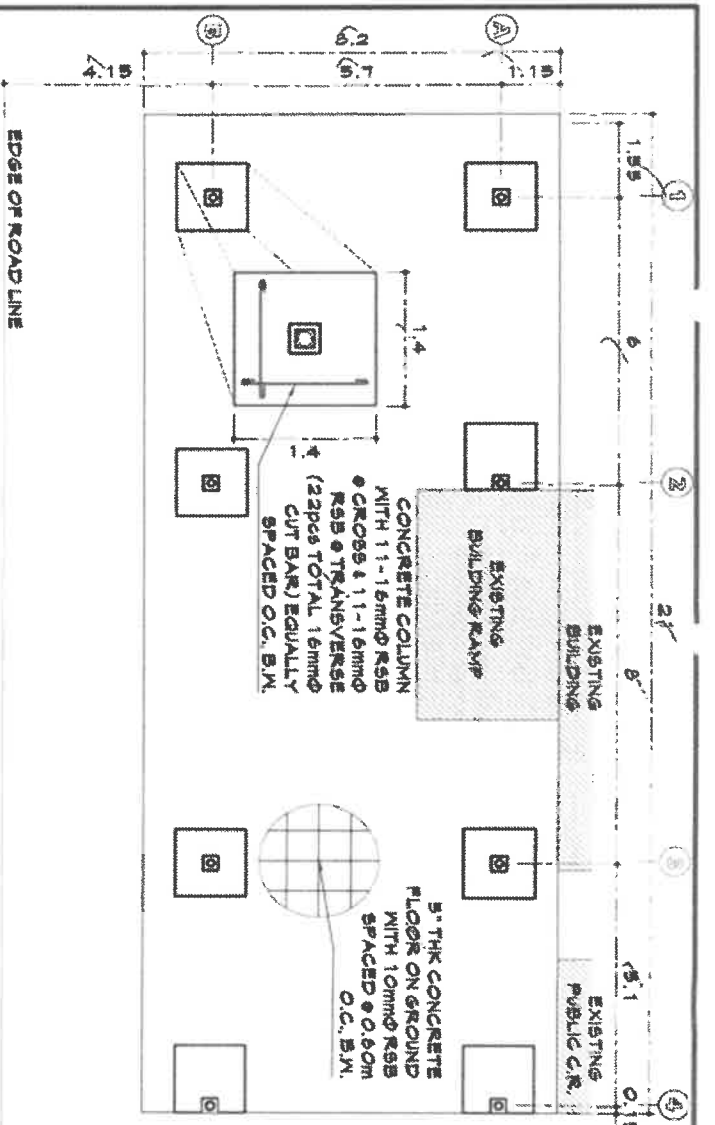 1
2
3
4
A
B
21
1.55
6
8
5.1
8.2
1.15
5.7
4.15
EXISTING
BUILDING
EXISTING
PUBLIC C.R.
EXISTING
BUILDING RAMP
1.4
1.4
CONCRETE COLUMN
WITH 11-16mmØ RSB
@ CROSS & 11-16mmØ
RSB @ TRANSVERSE
(22pcs TOTAL 16mmØ
CUT BAR) EQUALLY
SPACED O.C. B.W.
5" THK CONCRETE
FLOOR ON GROUND
WITH 10mmØ RSB
SPACED @ 0.60m
O.C., B.W.
EDGE OF ROAD LINE